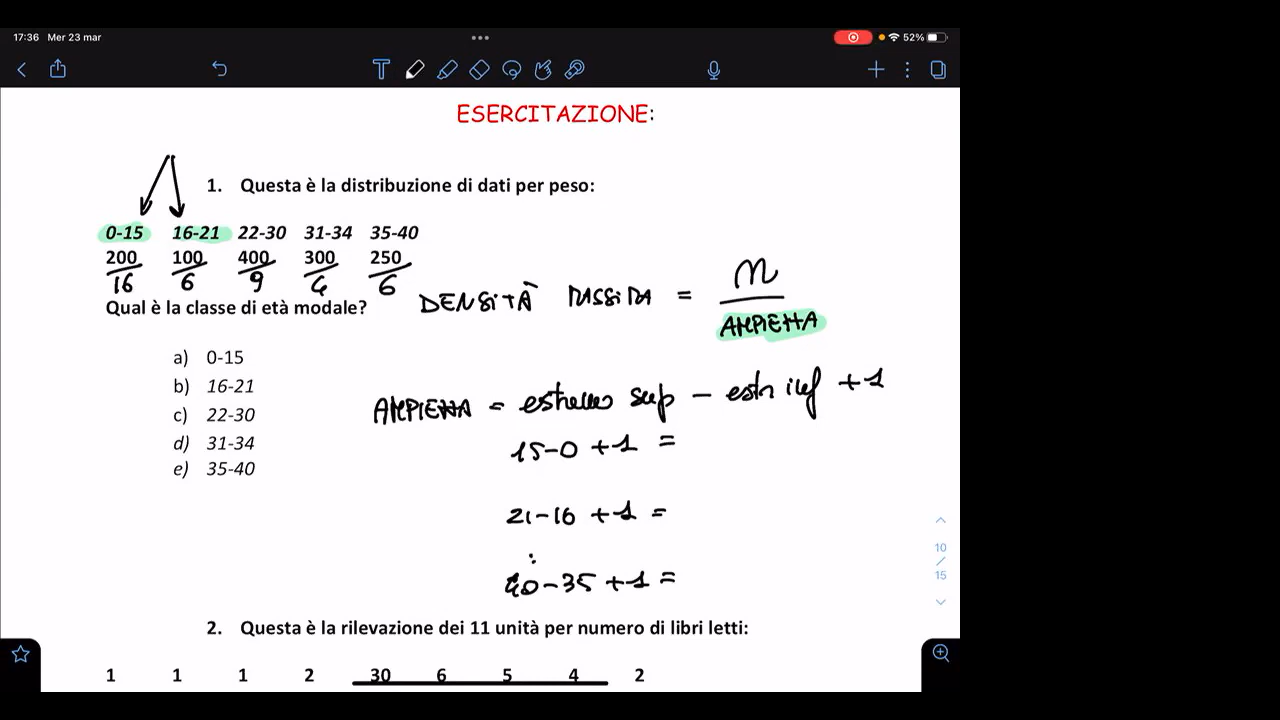 17:36 Mer 23 mar
52%
ESERCITAZIONE:
1. Questa è la distribuzione di dati per peso:
0-15 16-21 22-30 31-34 35-40
200 100 400 300 250
16 6 9 4 6
Qual è la classe di età modale?
DENSITÀ MASSIMA = n
AMPIEZZA
a) 0-15
b) 16-21
c) 22-30
d) 31-34
e) 35-40
AMPIEZZA = estremo sup - estr inf +1
15-0 +1 =
21-16 +1 =
:
40-35 +1 =
10
/
15
2. Questa è la rilevazione dei 11 unità per numero di libri letti:
1 1 1 2 30 6 5 4 2